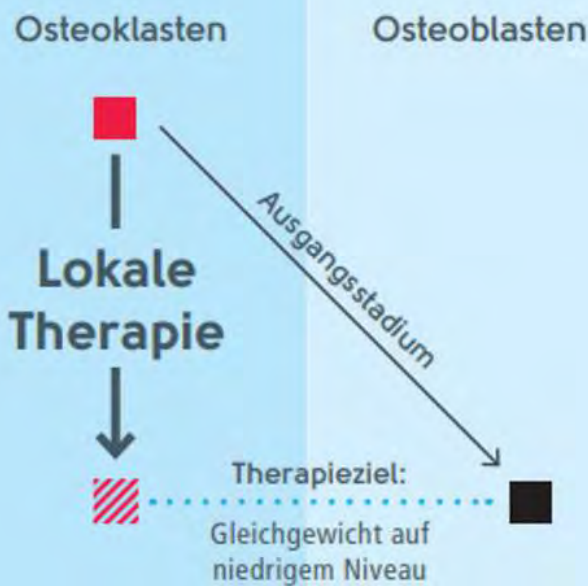 Osteoklasten
Osteoblasten
Ausgangsstadium
Lokale
Therapie
Therapieziel:
Gleichgewicht auf
niedrigem Niveau